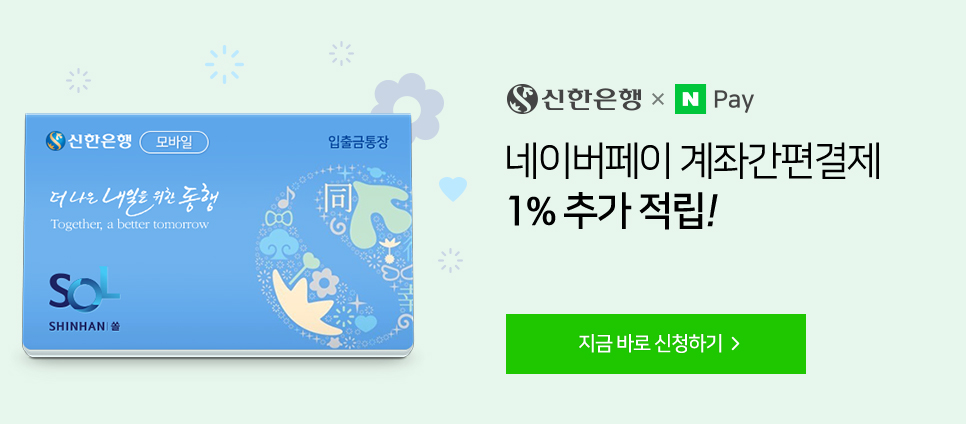 신한은행 모바일
입출금통장
더 나은 내일을 위한 동행
Together, a better tomorrow
同
SOL
SHINHAN | 쏠
신한은행 × N Pay
네이버페이 계좌간편결제
1% 추가 적립!
지금 바로 신청하기 >